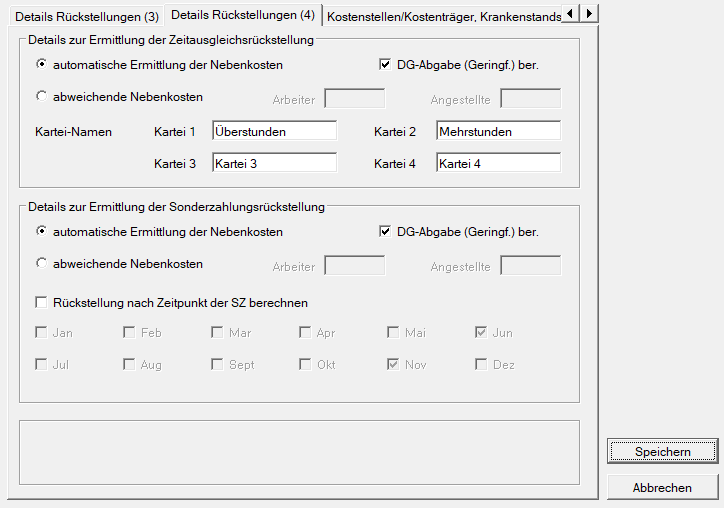 Details Rückstellungen (3) Details Rückstellungen (4) Kostenstellen/Kostenträger, Krankenstands
Details zur Ermittlung der Zeitausgleichsrückstellung
automatische Ermittlung der Nebenkosten DG-Abgabe (Geringf.) ber.
abweichende Nebenkosten Arbeiter Angestellte
Kartei-Namen Kartei 1 Überstunden Kartei 2 Mehrstunden
Kartei 3 Kartei 3 Kartei 4 Kartei 4
Details zur Ermittlung der Sonderzahlungsrückstellung
automatische Ermittlung der Nebenkosten DG-Abgabe (Geringf.) ber.
abweichende Nebenkosten Arbeiter Angestellte
Rückstellung nach Zeitpunkt der SZ berechnen
Jan Feb Mar Apr Mai Jun
Jul Aug Sept Okt Nov Dez
Speichern
Abbrechen